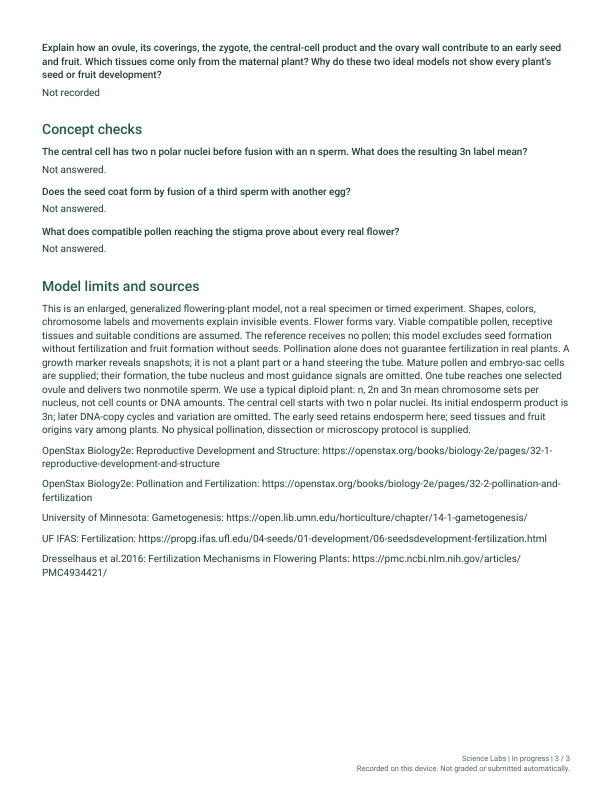 Explain how an ovule, its coverings, the zygote, the central-cell product and the ovary wall contribute to an early seed
and fruit. Which tissues come only from the maternal plant? Why do these two ideal models not show every plant's
seed or fruit development?
Not recorded
Concept checks
The central cell has two n polar nuclei before fusion with an n sperm. What does the resulting 3n label mean?
Not answered.
Does the seed coat form by fusion of a third sperm with another egg?
Not answered.
What does compatible pollen reaching the stigma prove about every real flower?
Not answered.
Model limits and sources
This is an enlarged, generalized flowering-plant model, not a real specimen or timed experiment. Shapes, colors,
chromosome labels and movements explain invisible events. Flower forms vary. Viable compatible pollen, receptive
tissues and suitable conditions are assumed. The reference receives no pollen; this model excludes seed formation
without fertilization and fruit formation without seeds. Pollination alone does not guarantee fertilization in real plants. A
growth marker reveals snapshots; it is not a plant part or a hand steering the tube. Mature pollen and embryo-sac cells
are supplied; their formation, the tube nucleus and most guidance signals are omitted. One tube reaches one selected
ovule and delivers two nonmotile sperm. We use a typical diploid plant: n, 2n and 3n mean chromosome sets per
nucleus, not cell counts or DNA amounts. The central cell starts with two n polar nuclei. Its initial endosperm product is
3n; later DNA-copy cycles and variation are omitted. The early seed retains endosperm here; seed tissues and fruit
origins vary among plants. No physical pollination, dissection or microscopy protocol is supplied.
OpenStax Biology2e: Reproductive Development and Structure: https://openstax.org/books/biology-2e/pages/32-1-
reproductive-development-and-structure
OpenStax Biology2e: Pollination and Fertilization: https://openstax.org/books/biology-2e/pages/32-2-pollination-and-
fertilization
University of Minnesota: Gametogenesis: https://open.lib.umn.edu/horticulture/chapter/14-1-gametogenesis/
UF IFAS: Fertilization: https://propg.ifas.ufl.edu/04-seeds/01-development/06-seedsdevelopment-fertilization.html
Dresselhaus et al.2016: Fertilization Mechanisms in Flowering Plants: https://pmc.ncbi.nlm.nih.gov/articles/
PMC4934421/
Science Labs | In progress | 3 / 3
Recorded on this device. Not graded or submitted automatically.